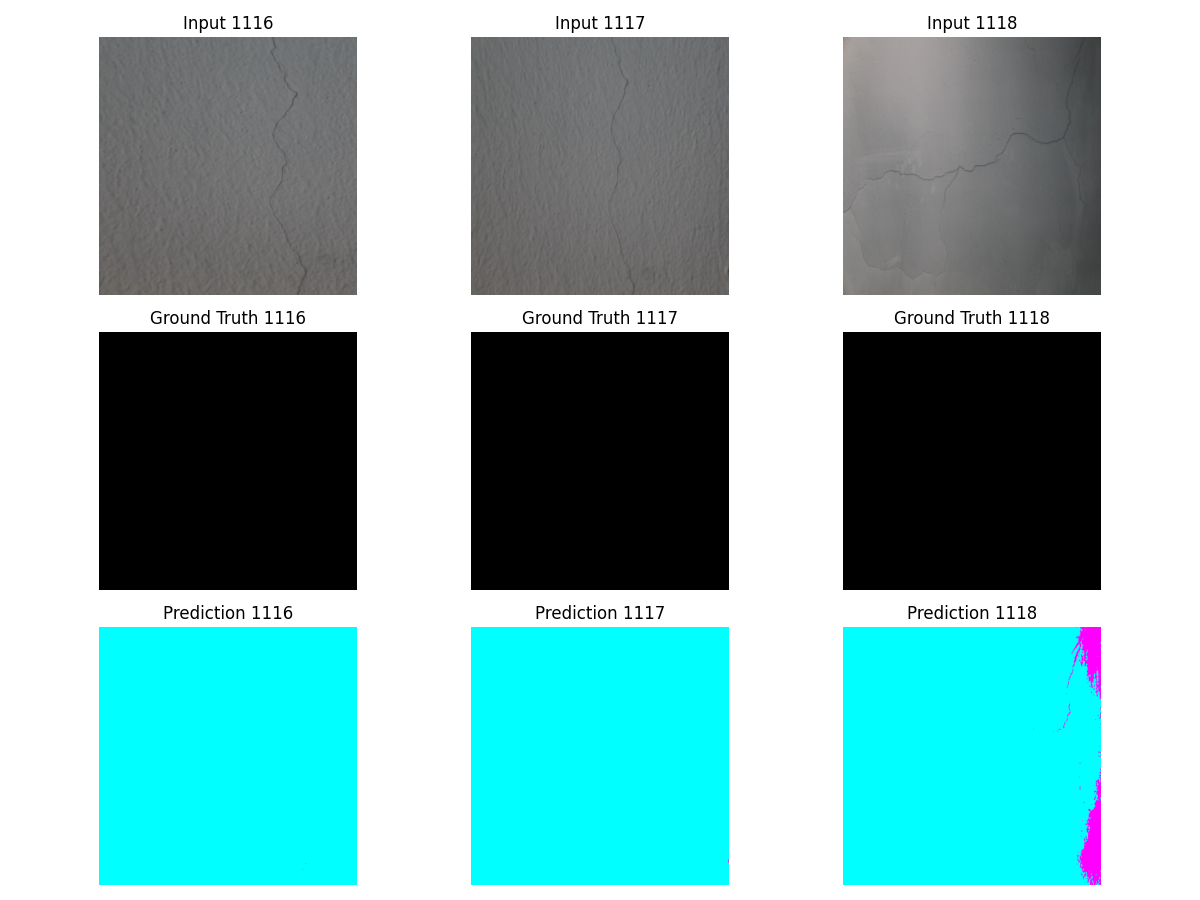 Input 1116
Input 1117
Input 1118
Ground Truth 1116
Ground Truth 1117
Ground Truth 1118
Prediction 1116
Prediction 1117
Prediction 1118